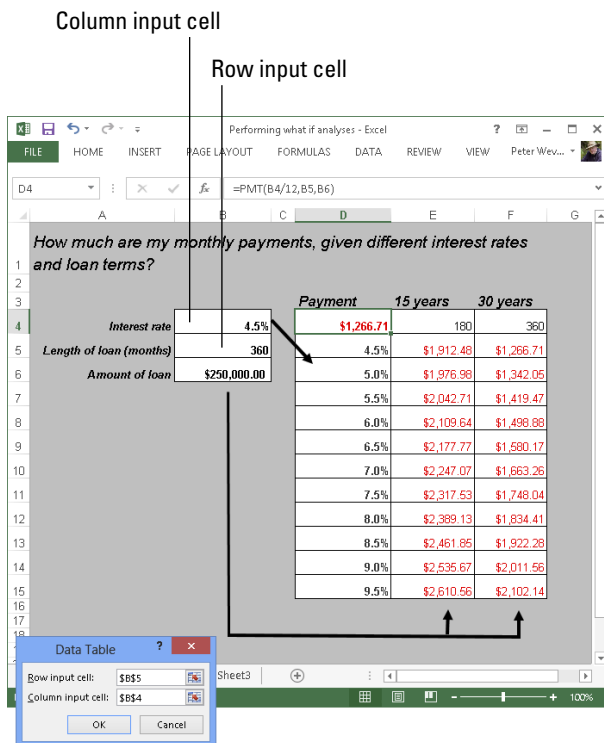 Column input cell
Row input cell
Performing what if analyses - Excel
FILE HOME INSERT PAGE LAYOUT FORMULAS DATA REVIEW VIEW Peter Wev...
D4 fx =PMT(B4/12,B5,B6)
A B C D E F G
1 How much are my monthly payments, given different interest rates
and loan terms?
2
3 Payment 15 years 30 years
4 Interest rate 4.5% $1,266.71 180 360
5 Length of loan (months) 360 4.5% $1,912.48 $1,266.71
6 Amount of loan $250,000.00 5.0% $1,976.98 $1,342.05
7 5.5% $2,042.71 $1,419.47
8 6.0% $2,109.64 $1,498.88
9 6.5% $2,177.77 $1,580.17
10 7.0% $2,247.07 $1,663.26
11 7.5% $2,317.53 $1,748.04
12 8.0% $2,389.13 $1,834.41
13 8.5% $2,461.85 $1,922.28
14 9.0% $2,535.67 $2,011.56
15 9.5% $2,610.56 $2,102.14
16
17
18
Data Table ? ×
Row input cell: $B$5
Column input cell: $B$4
OK Cancel
Sheet3
100%